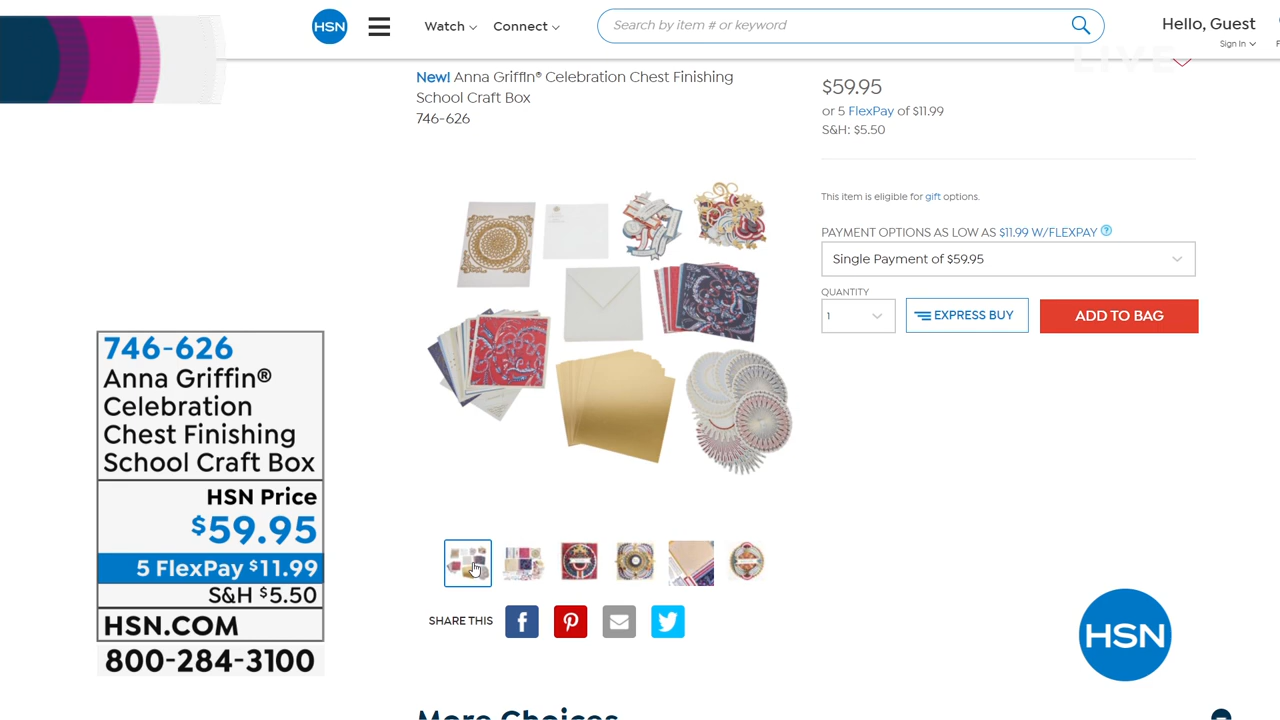 HSN
Watch
Connect
Search by item # or keyword
Hello, Guest
Sign In
LIVE
New! Anna Griffin® Celebration Chest Finishing
School Craft Box
746-626
$59.95
or 5 FlexPay of $11.99
S&H: $5.50
This item is eligible for gift options.
PAYMENT OPTIONS AS LOW AS $11.99 W/FLEXPAY ?
Single Payment of $59.95
QUANTITY
1
EXPRESS BUY
ADD TO BAG
746-626
Anna Griffin®
Celebration
Chest Finishing
School Craft Box
HSN Price
$59.95
5 FlexPay $11.99
S&H $5.50
HSN.COM
800-284-3100
SHARE THIS
HSN
More Choices